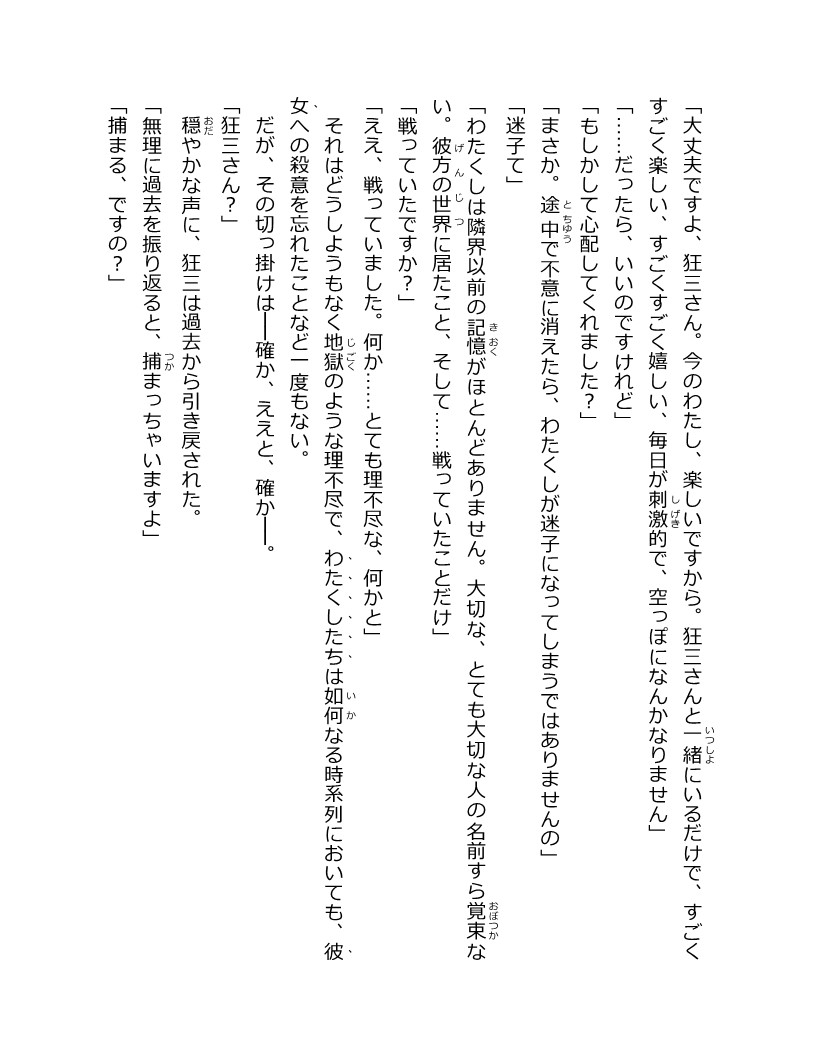 「大丈夫ですよ、狂三さん。今のわたし、楽しいですから。狂三さんと一緒にいるだけで、すごく
すごく楽しい、すごくすごく嬉しい、毎日が刺激的で、空っぽになんかなりません」
「……だったら、いいのですけれど」
「もしかして心配してくれました？」
「まさか。途中で不意に消えたら、わたくしが迷子になってしまうではありませんの」
「迷子て」
「わたくしは隣界以前の記憶がほとんどありません。大切な、とても大切な人の名前すら覚束な
い。彼方の世界に居たこと、そして……戦っていたことだけ」
「戦っていたですか？」
「ええ、戦っていました。何か……とても理不尽な、何かと」
　それはどうしようもなく地獄のような理不尽で、わたくしたちは如何なる時系列においても、彼
女への殺意を忘れたことなど一度もない。
　だが、その切っ掛けは――確か、ええと、確か――。
「狂三さん？」
　穏やかな声に、狂三は過去から引き戻された。
「無理に過去を振り返ると、捕まっちゃいますよ」
「捕まる、ですの？」